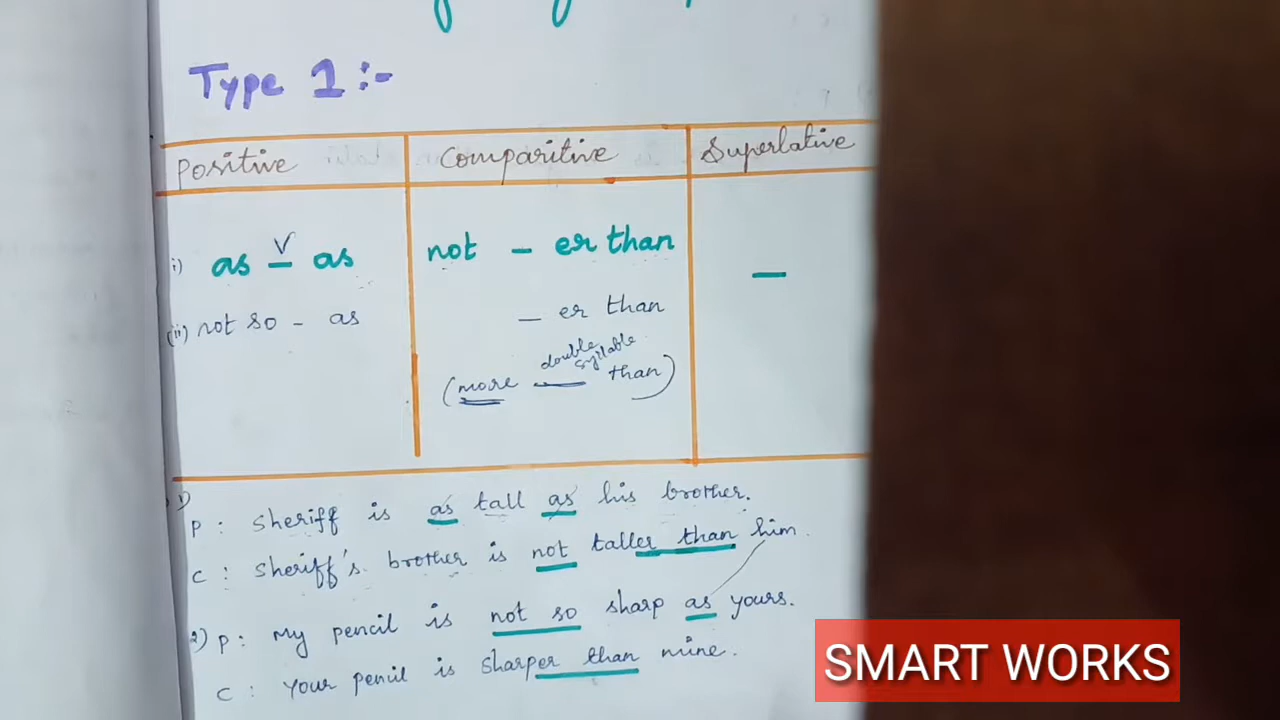 Type 1:-
Positive Comparitive Superlative
i) as — as not — er than —
V
(ii) not so – as — er than
double syllable
(more — than)
1)
P: Sheriff is as tall as his brother.
C: Sheriff's brother is not taller than him.
2) P: My pencil is not so sharp as yours.
C: Your pencil is sharper than mine.
SMART WORKS